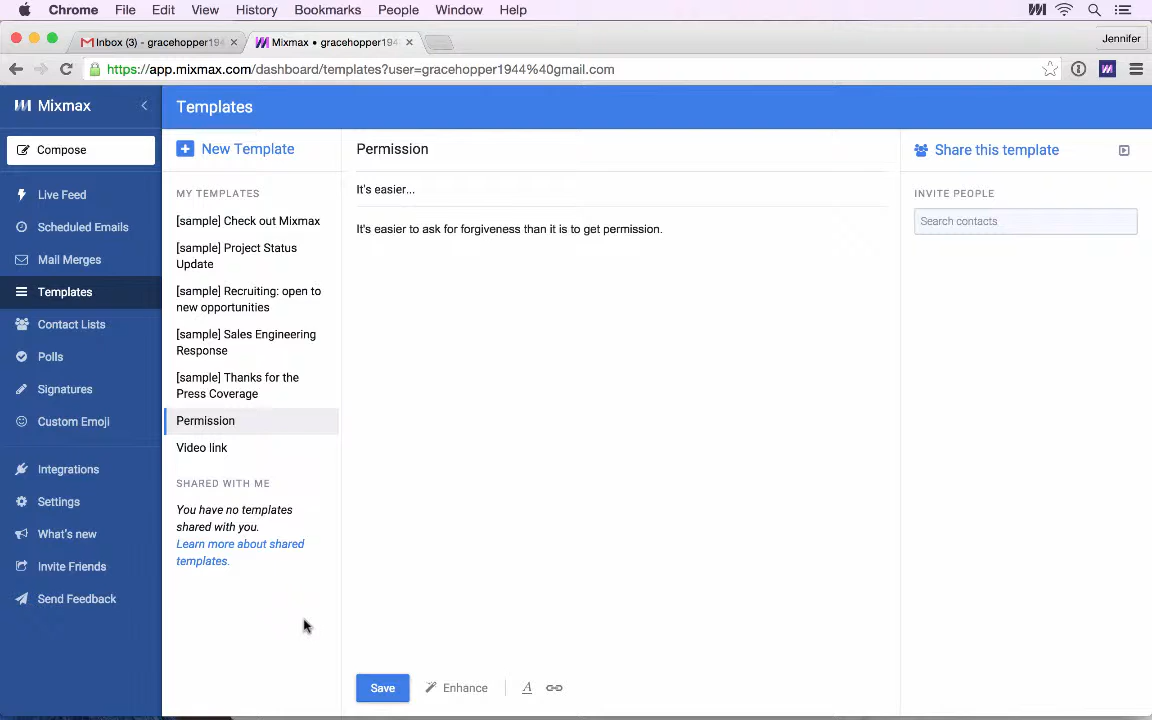 Chrome File Edit View History Bookmarks People Window Help
Inbox (3) - gracehopper194 Mixmax • gracehopper194 Jennifer
https://app.mixmax.com/dashboard/templates?user=gracehopper1944%40gmail.com
Mixmax
Compose
Live Feed
Scheduled Emails
Mail Merges
Templates
Contact Lists
Polls
Signatures
Custom Emoji
Integrations
Settings
What's new
Invite Friends
Send Feedback
Templates
New Template
MY TEMPLATES
[sample] Check out Mixmax
[sample] Project Status
Update
[sample] Recruiting: open to
new opportunities
[sample] Sales Engineering
Response
[sample] Thanks for the
Press Coverage
Permission
Video link
SHARED WITH ME
You have no templates
shared with you.
Learn more about shared
templates.
Permission
It's easier...
It's easier to ask for forgiveness than it is to get permission.
Save Enhance A
Share this template
INVITE PEOPLE
Search contacts